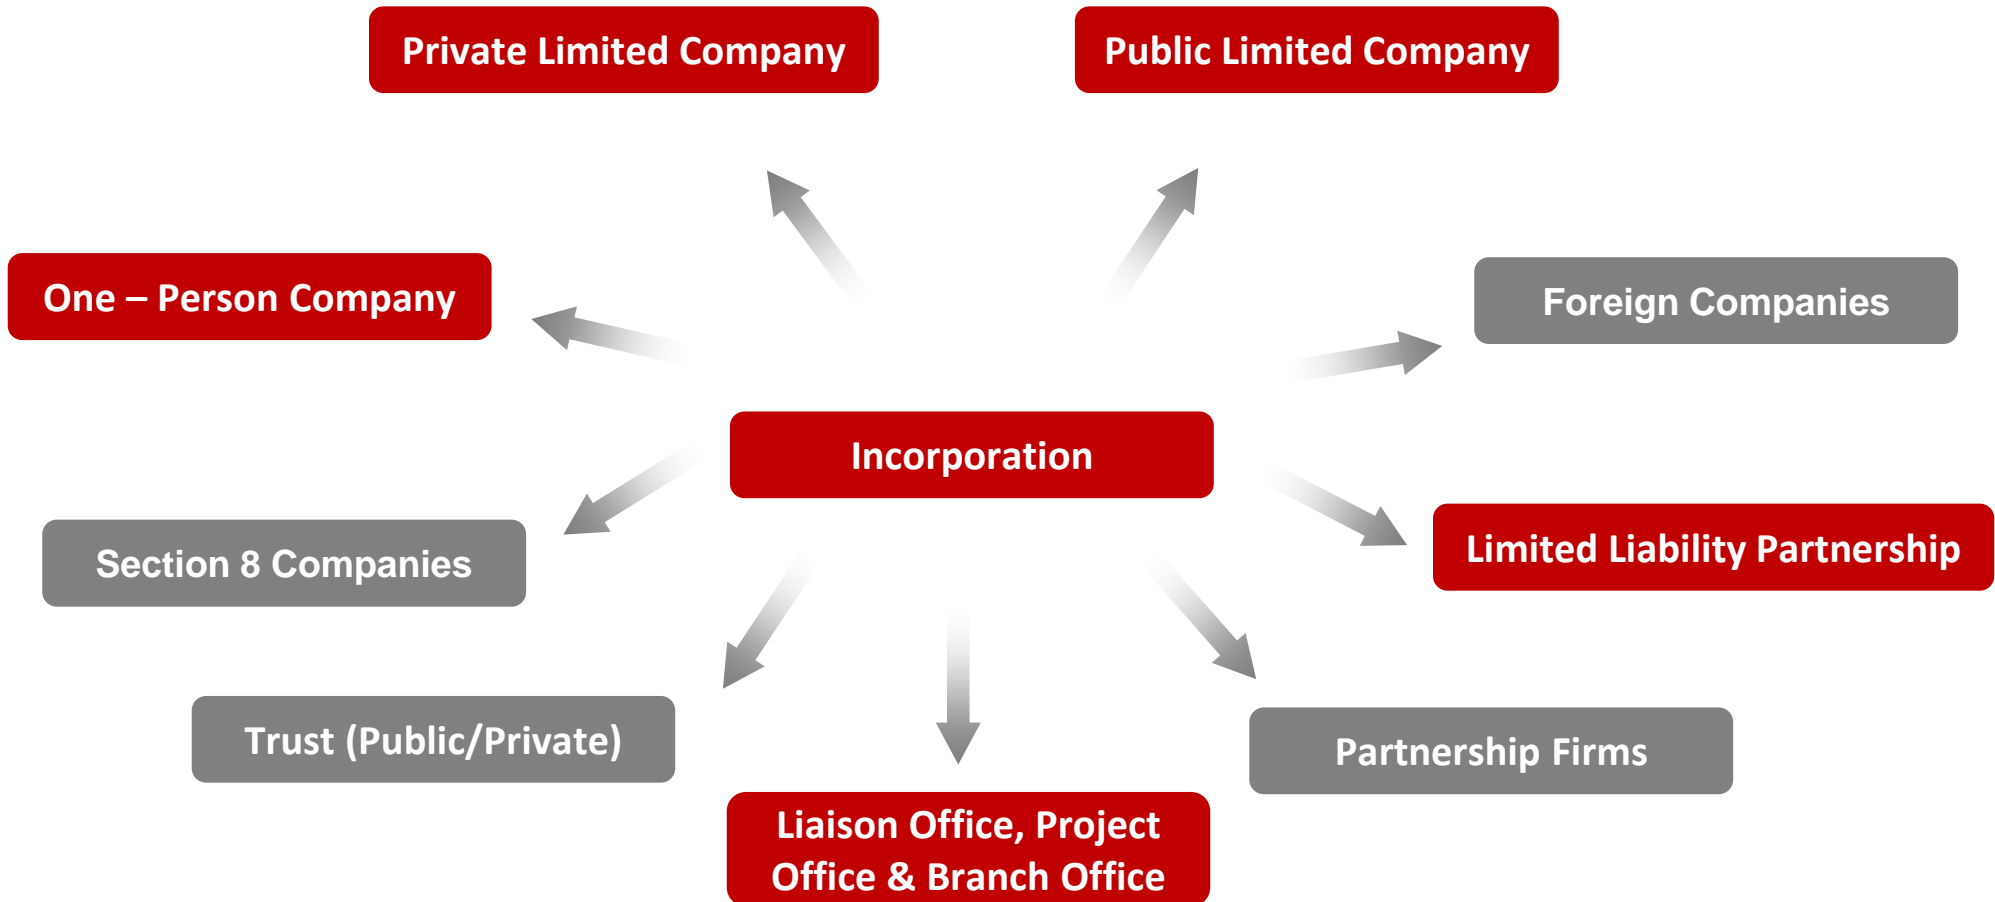 Private Limited Company
Public Limited Company
One – Person Company
Foreign Companies
Incorporation
Section 8 Companies
Limited Liability Partnership
Trust (Public/Private)
Partnership Firms
Liaison Office, Project
Office & Branch Office